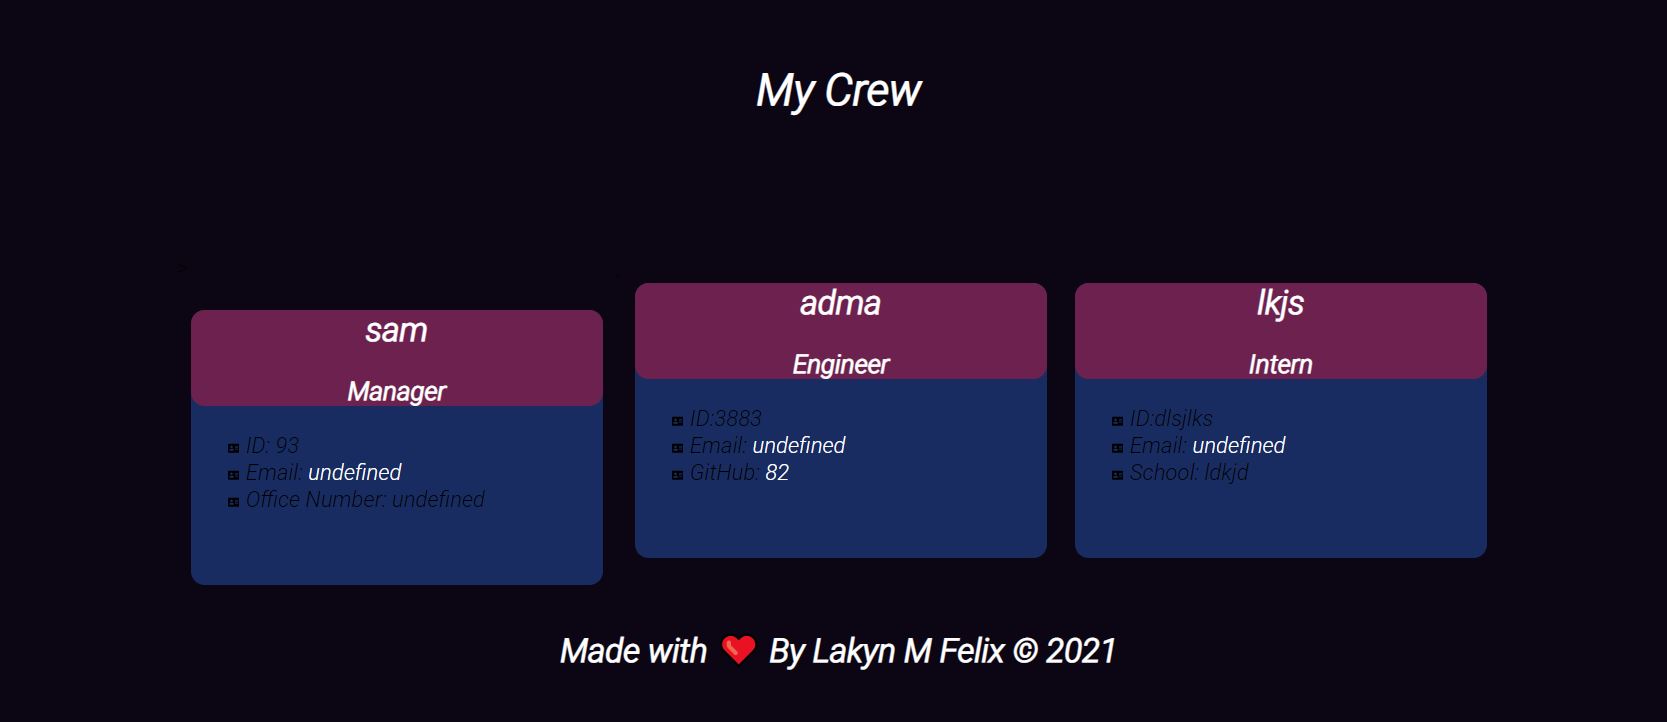 My Crew
>
sam
Manager
ID: 93
Email: undefined
Office Number: undefined
adma
Engineer
ID:3883
Email: undefined
GitHub: 82
lkjs
Intern
ID:dlsjlks
Email: undefined
School: ldkjd
Made with ❤️ By Lakyn M Felix © 2021